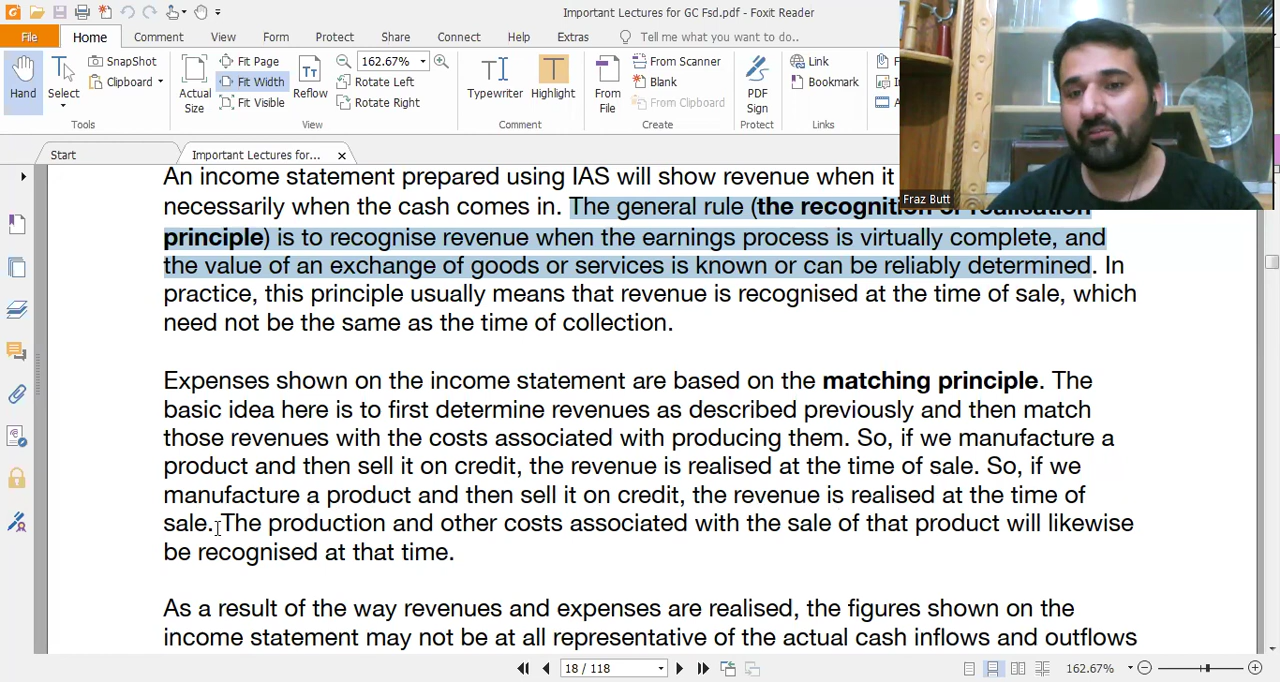 Important Lectures for GC Fsd.pdf - Foxit Reader
File Home Comment View Form Protect Share Connect Help Extras Tell me what you want to do..
Hand
Select
SnapShot
Clipboard
Tools
Actual Size
Fit Page
Fit Width
Fit Visible
Reflow
162.67%
Rotate Left
Rotate Right
View
Typewriter
Highlight
Comment
From File
From Scanner
Blank
From Clipboard
Create
PDF Sign
Protect
Link
Bookmark
Links
Start
Important Lectures for...
Fraz Butt
An income statement prepared using IAS will show revenue when it
necessarily when the cash comes in. The general rule (the recognition or realisation
principle) is to recognise revenue when the earnings process is virtually complete, and
the value of an exchange of goods or services is known or can be reliably determined. In
practice, this principle usually means that revenue is recognised at the time of sale, which
need not be the same as the time of collection.
Expenses shown on the income statement are based on the matching principle. The
basic idea here is to first determine revenues as described previously and then match
those revenues with the costs associated with producing them. So, if we manufacture a
product and then sell it on credit, the revenue is realised at the time of sale. So, if we
manufacture a product and then sell it on credit, the revenue is realised at the time of
sale. The production and other costs associated with the sale of that product will likewise
be recognised at that time.
As a result of the way revenues and expenses are realised, the figures shown on the
income statement may not be at all representative of the actual cash inflows and outflows
18 / 118
162.67%